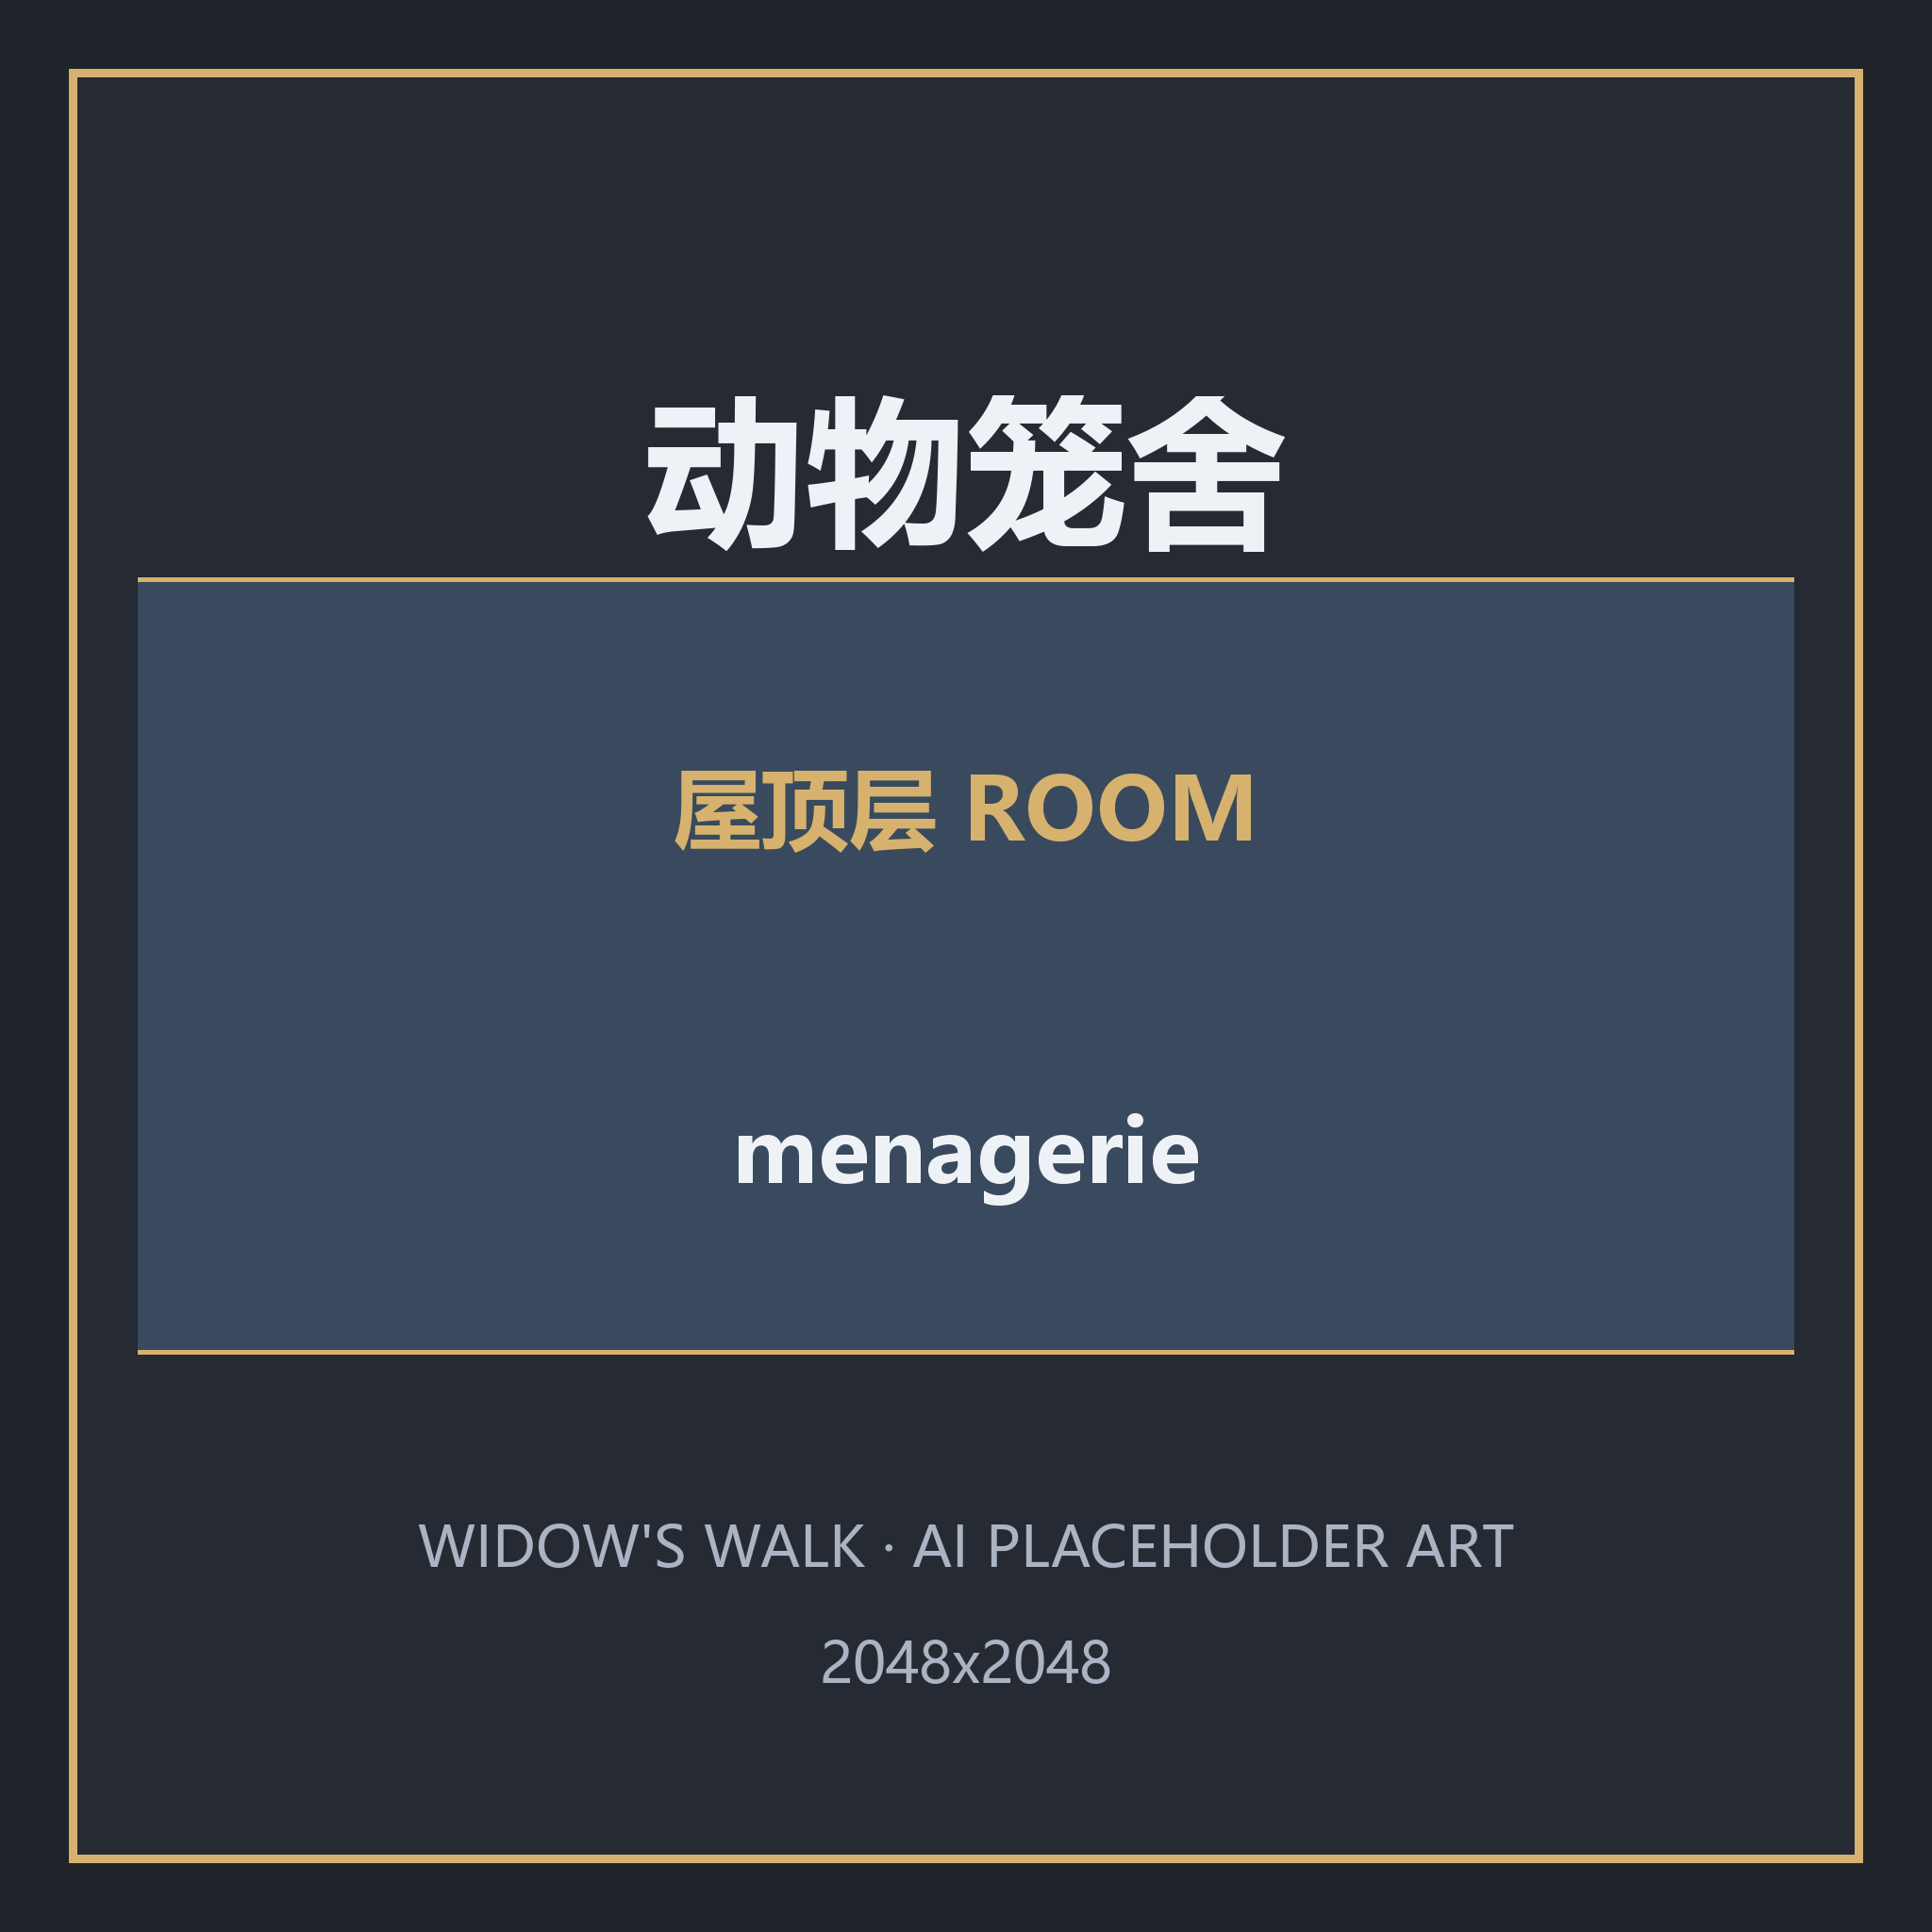 动物笼舍
屋顶层 ROOM
menagerie
WIDOW'S WALK · AI PLACEHOLDER ART
2048x2048